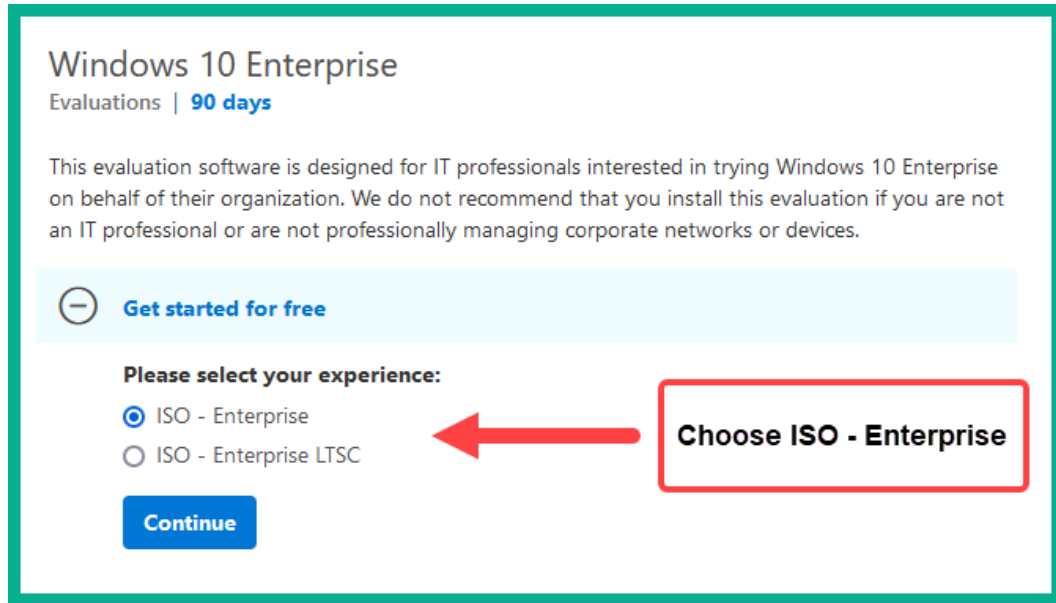 Windows 10 Enterprise
Evaluations | 90 days
This evaluation software is designed for IT professionals interested in trying Windows 10 Enterprise
on behalf of their organization. We do not recommend that you install this evaluation if you are not
an IT professional or are not professionally managing corporate networks or devices.
Get started for free
Please select your experience:
ISO - Enterprise
ISO - Enterprise LTSC
Choose ISO - Enterprise
Continue